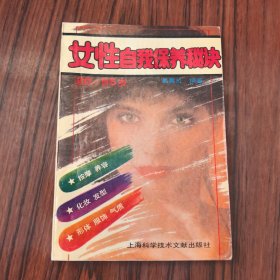 女性自我保养秘诀
★按摩 养容
★化妆 发型
★形体 服饰 气质
上海科学技术文献出版社